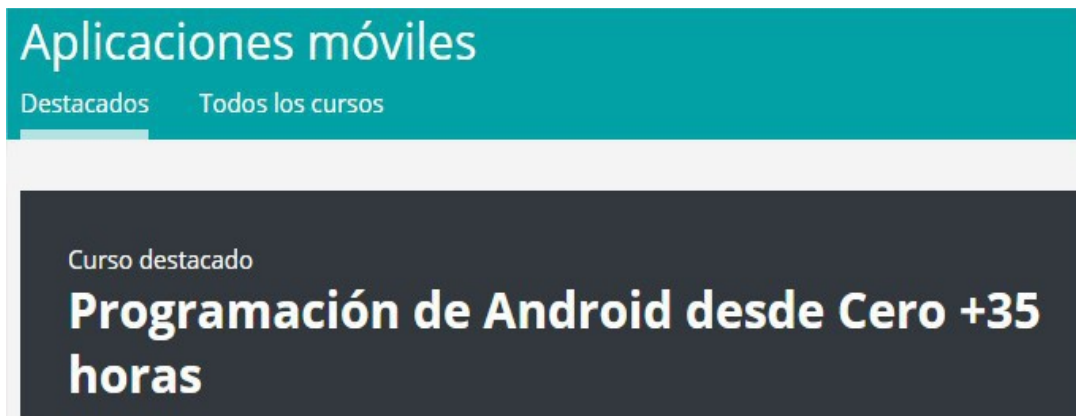 Aplicaciones móviles
Destacados Todos los cursos
Curso destacado
Programación de Android desde Cero +35
horas